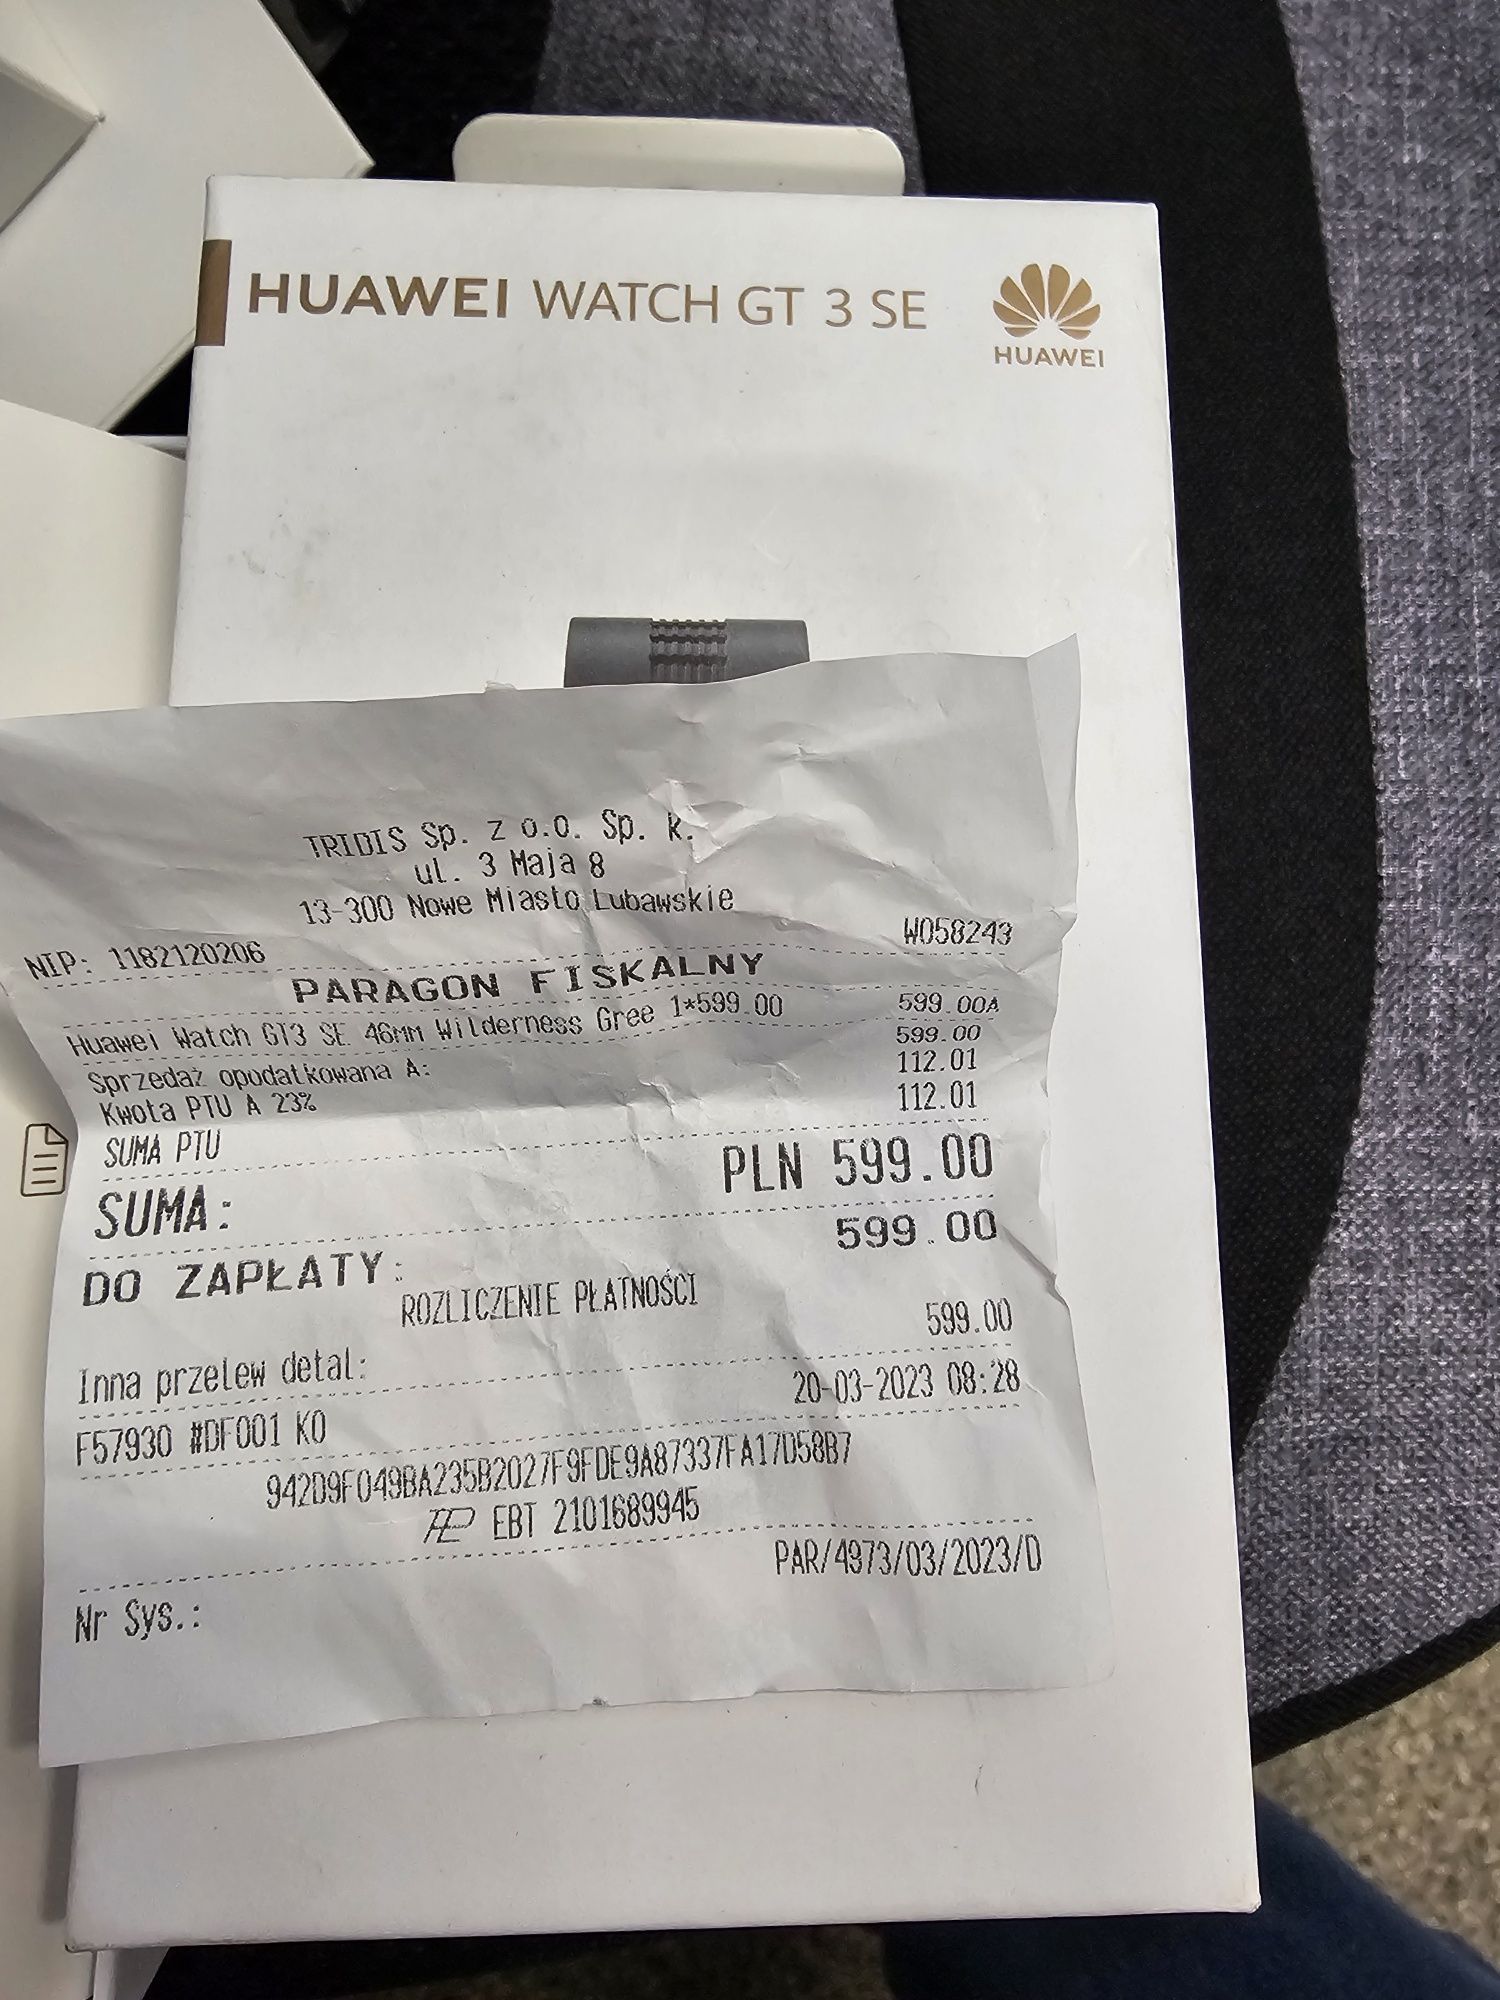 HUAWEI WATCH GT 3 SE
HUAWEI
TRIDIS Sp. z o.o. Sp. k.
ul. 3 Maja 8
13-300 Nowe Miasto Lubawskie
NIP: 1182120206 W058243
PARAGON FISKALNY
Huawei Watch GT3 SE 46mm Wilderness Gree 1*599.00 599.00A
Sprzedaż opodatkowana A: 599.00
Kwota PTU A 23% 112.01
SUMA PTU 112.01
SUMA: PLN 599.00
DO ZAPŁATY: 599.00
ROZLICZENIE PŁATNOŚCI
Inna przelew detal: 599.00
F57930 #DF001 KO 20-03-2023 08:28
942D9F049BA235B2027F9FDE9A87337FA17D58B7
EBT 2101689945
Nr Sys.: PAR/4973/03/2023/D